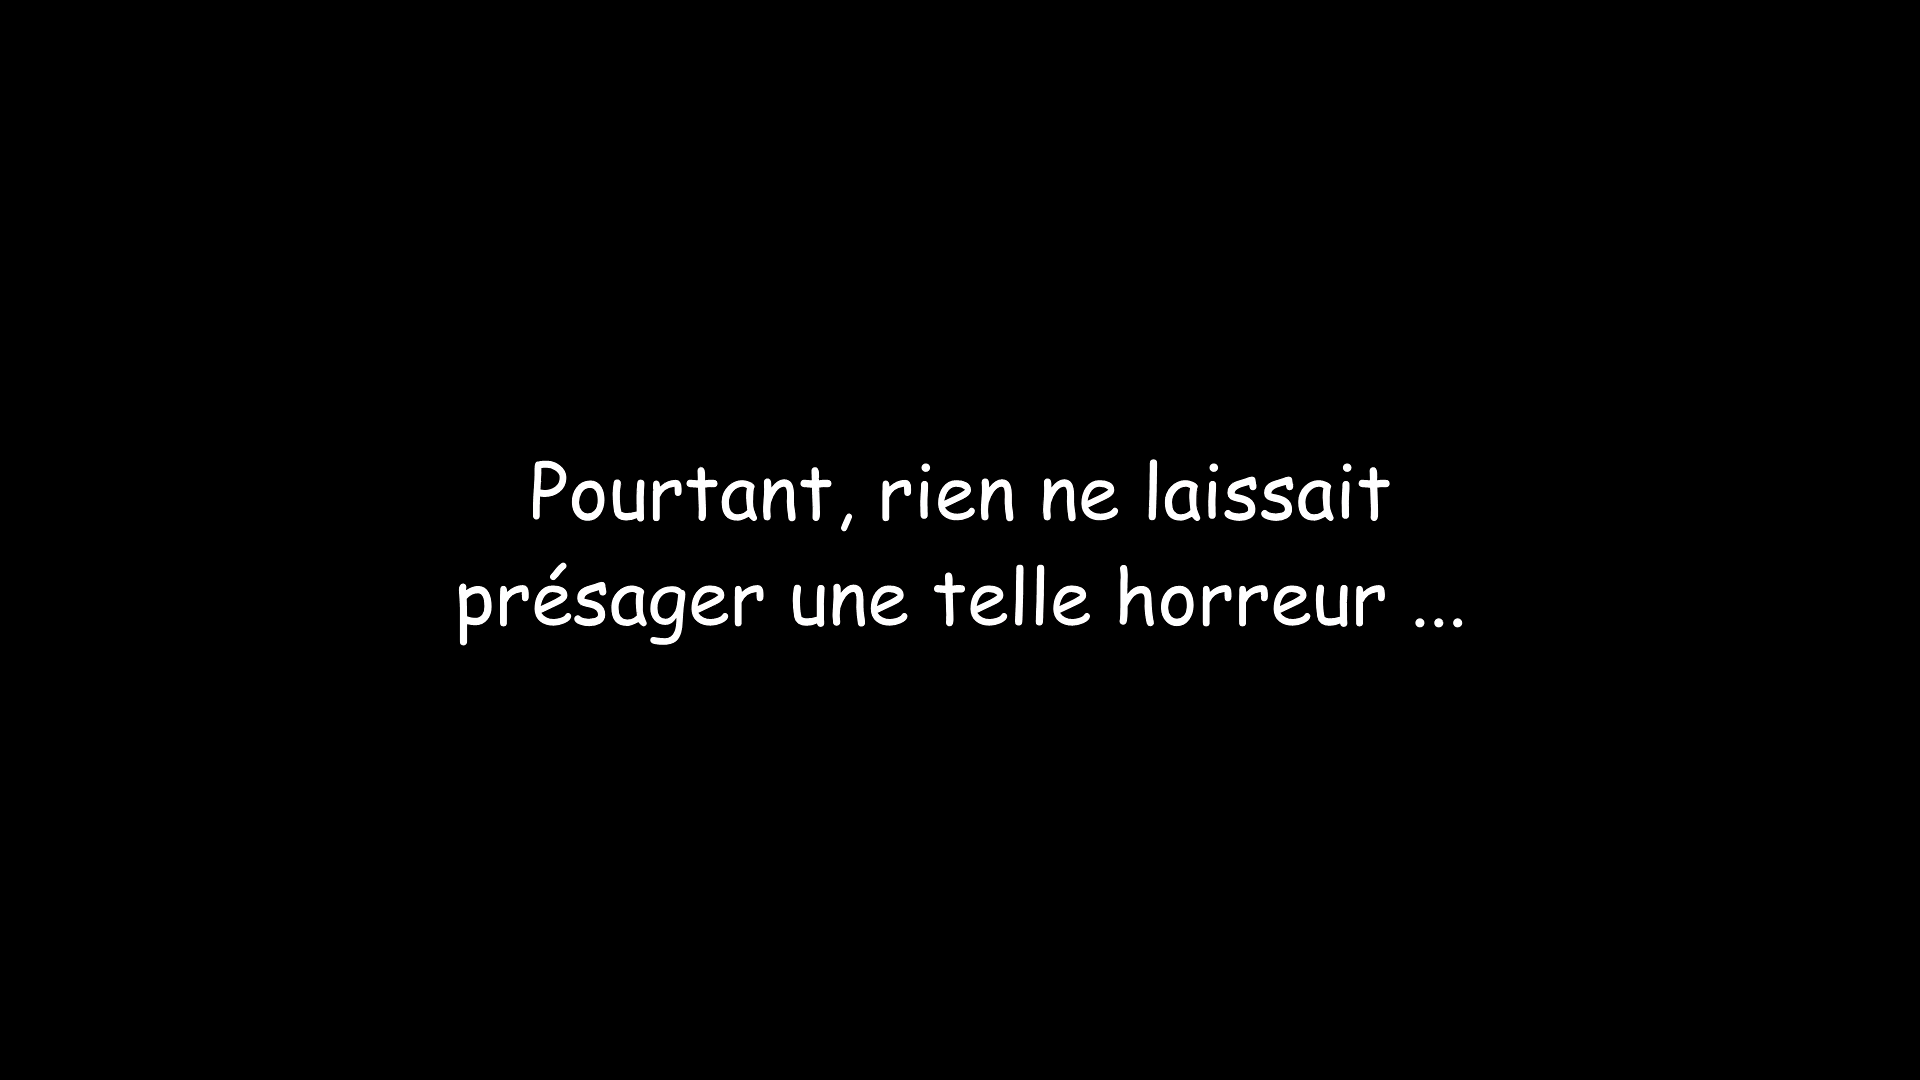 Pourtant, rien ne laissait
présager une telle horreur ...